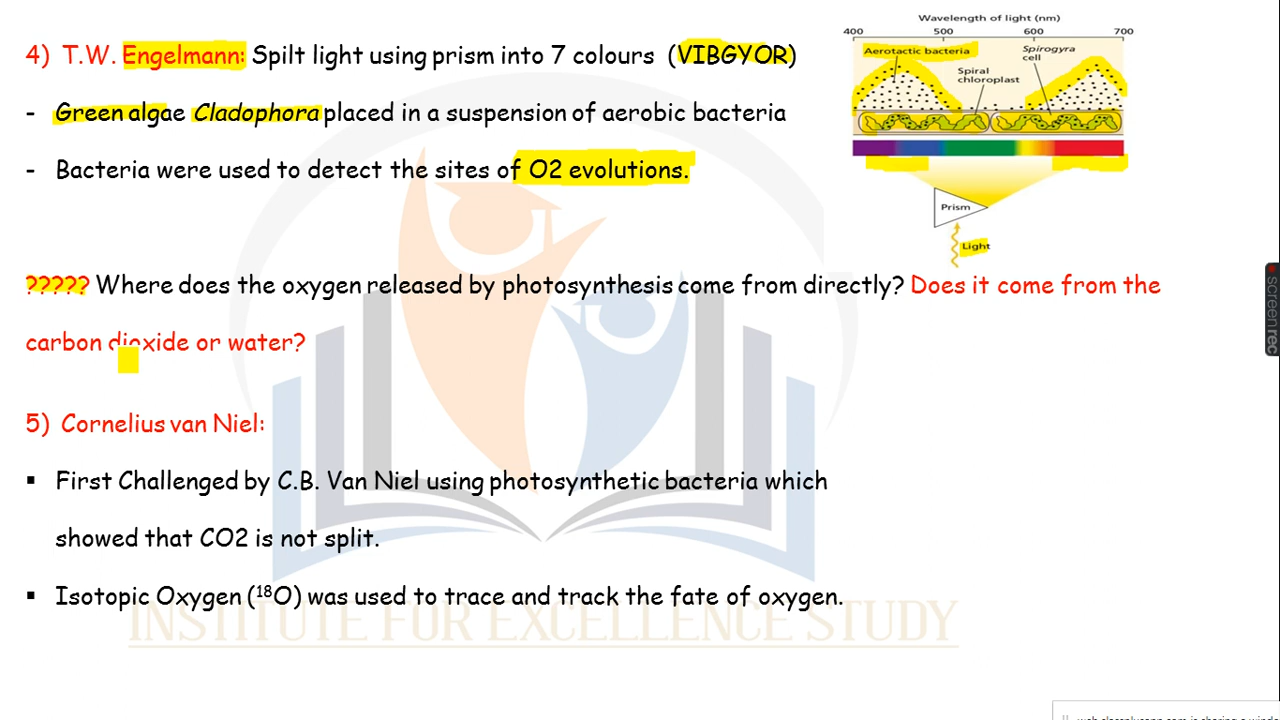 Wavelength of light (nm)
400 500 600 700
4) T.W. Engelmann: Spilt light using prism into 7 colours (VIBGYOR)
Aerotactic bacteria
Spirogyra
cell
Spiral
chloroplast
- Green algae Cladophora placed in a suspension of aerobic bacteria
- Bacteria were used to detect the sites of O2 evolutions.
Prism
Light
????? Where does the oxygen released by photosynthesis come from directly? Does it come from the
carbon dioxide or water?
5) Cornelius van Niel:
▪ First Challenged by C.B. Van Niel using photosynthetic bacteria which
showed that CO2 is not split.
▪ Isotopic Oxygen (¹⁸O) was used to trace and track the fate of oxygen.
INSTITUTE FOR EXCELLENCE STUDY
screenrec